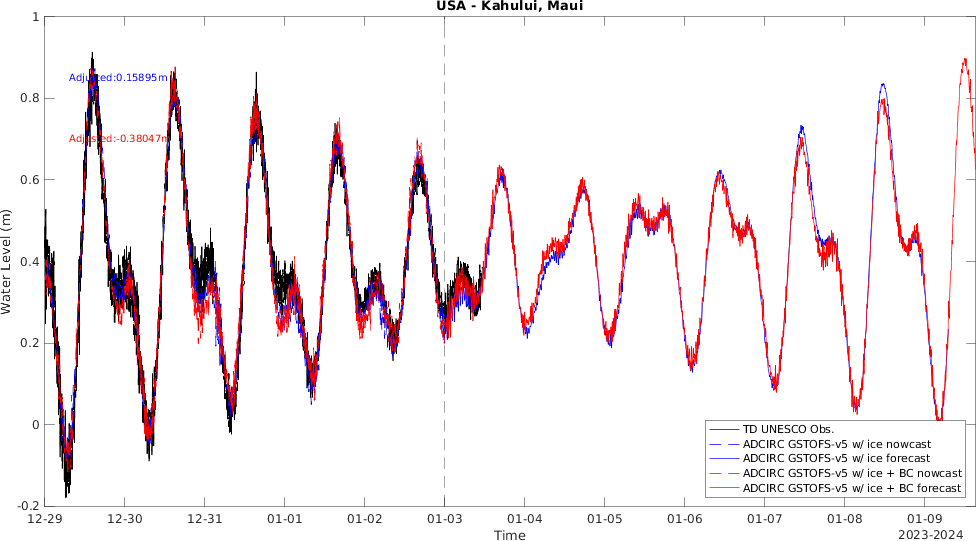 USA - Kahului, Maui
1
0.8
0.6
0.4
0.2
0
-0.2
Water Level (m)
Adjusted:0.15895m
Adjusted:-0.38047m
TD UNESCO Obs.
ADCIRC GSTOFS-v5 w/ ice nowcast
ADCIRC GSTOFS-v5 w/ ice forecast
ADCIRC GSTOFS-v5 w/ ice + BC nowcast
ADCIRC GSTOFS-v5 w/ ice + BC forecast
12-29 12-30 12-31 01-01 01-02 01-03 01-04 01-05 01-06 01-07 01-08 01-09
Time
2023-2024